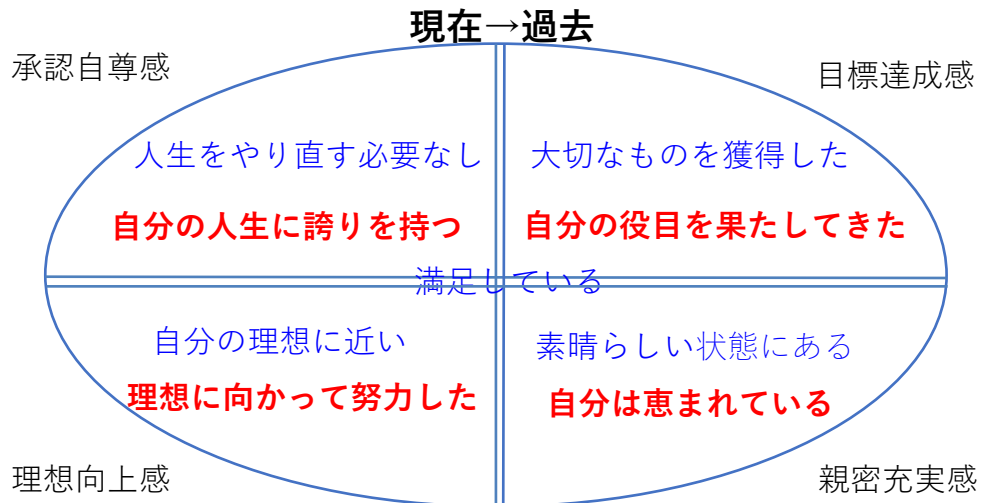 現在→過去
承認自尊感
目標達成感
人生をやり直す必要なし
大切なものを獲得した
自分の人生に誇りを持つ
自分の役目を果たしてきた
満足している
自分の理想に近い
素晴らしい状態にある
理想に向かって努力した
自分は恵まれている
理想向上感
親密充実感